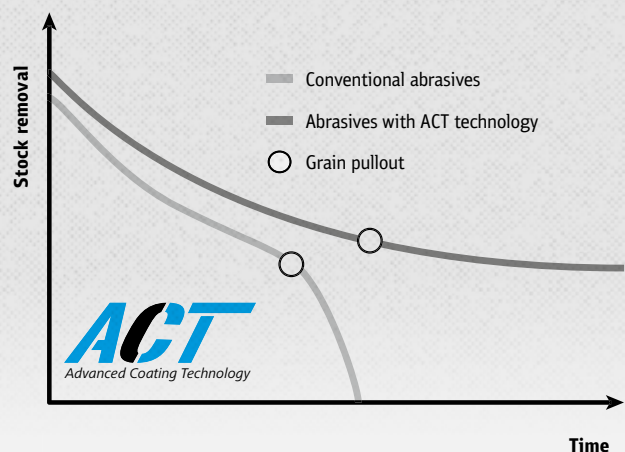 Stock removal
Conventional abrasives
Abrasives with ACT technology
Grain pullout
ACT
Advanced Coating Technology
Time